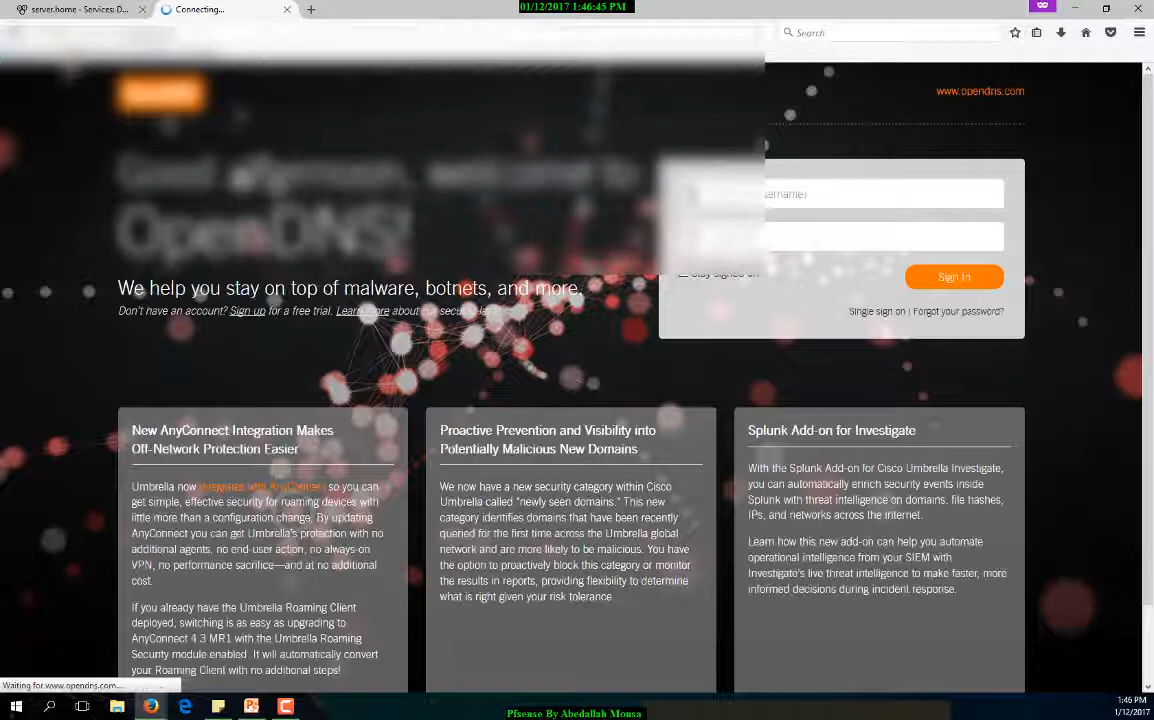 01/12/2017 1:46:45 PM
server.home - Services: D...
Connecting...
Search
www.opendns.com
Good afternoon, welcome to
OpenDNS!
Sign In
Single sign on | Forgot your password?
We help you stay on top of malware, botnets, and more.
Don't have an account? Sign up for a free trial. Learn more about our security labs.
New AnyConnect Integration Makes
Off-Network Protection Easier
Umbrella now integrates with AnyConnect so you can
get simple, effective security for roaming devices with
little more than a configuration change. By updating
AnyConnect you can get Umbrella's protection with no
additional agents, no end-user action, no always-on
VPN, no performance sacrifice—and at no additional
cost.
If you already have the Umbrella Roaming Client
deployed, switching is as easy as upgrading to
AnyConnect 4.3 MR1 with the Umbrella Roaming
Security module enabled. It will automatically convert
your Roaming Client with no additional steps!
Proactive Prevention and Visibility into
Potentially Malicious New Domains
We now have a new security category within Cisco
Umbrella called "newly seen domains." This new
category identifies domains that have been recently
queried for the first time across the Umbrella global
network and are more likely to be malicious. You have
the option to proactively block this category or monitor
the results in reports, providing flexibility to determine
what is right given your risk tolerance.
Splunk Add-on for Investigate
With the Splunk Add-on for Cisco Umbrella Investigate,
you can automatically enrich security events inside
Splunk with threat intelligence on domains, file hashes,
IPs, and networks across the internet.
Learn how this new add-on can help you automate
operational intelligence from your SIEM with
Investigate's live threat intelligence to make faster, more
informed decisions during incident response.
Waiting for www.opendns.com...
Pfsense By Abedallah Mousa
1:46 PM
1/12/2017